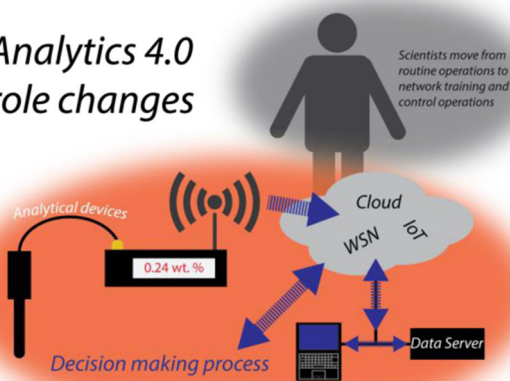 Analytics 4.0
role changes
Scientists move from
routine operations to
network training and
control operations
Analytical devices
Cloud
WSN
IoT
0.24 wt. %
Data Server
Decision making process